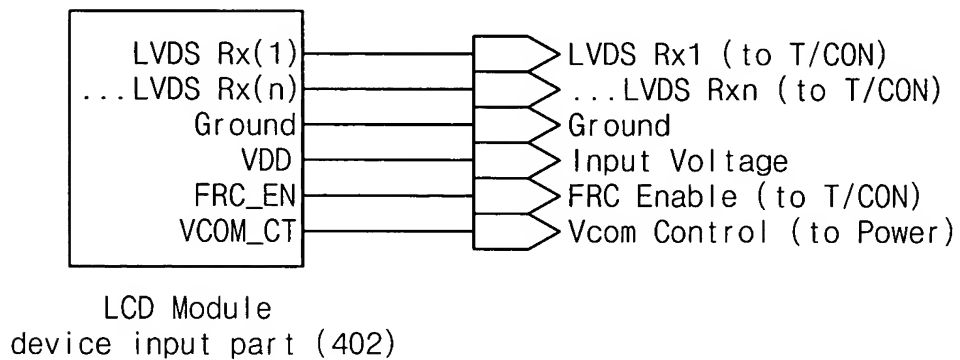 LVDS Rx(1) LVDS Rx1 (to T/CON)
...LVDS Rx(n) ...LVDS Rxn (to T/CON)
Ground Ground
VDD Input Voltage
FRC_EN FRC Enable (to T/CON)
VCOM_CT Vcom Control (to Power)
LCD Module
device input part (402)